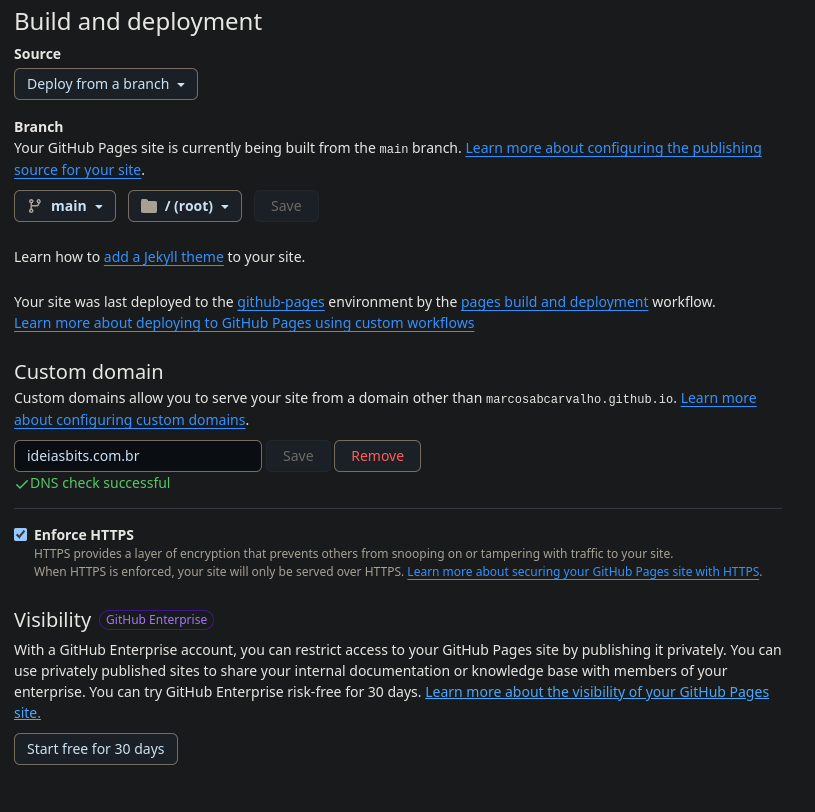 Build and deployment
Source
Deploy from a branch
Branch
Your GitHub Pages site is currently being built from the main branch. Learn more about configuring the publishing
source for your site.
main / (root) Save
Learn how to add a Jekyll theme to your site.
Your site was last deployed to the github-pages environment by the pages build and deployment workflow.
Learn more about deploying to GitHub Pages using custom workflows
Custom domain
Custom domains allow you to serve your site from a domain other than marcosabcarvalho.github.io. Learn more
about configuring custom domains.
ideiasbits.com.br Save Remove
DNS check successful
Enforce HTTPS
HTTPS provides a layer of encryption that prevents others from snooping on or tampering with traffic to your site.
When HTTPS is enforced, your site will only be served over HTTPS. Learn more about securing your GitHub Pages site with HTTPS.
Visibility GitHub Enterprise
With a GitHub Enterprise account, you can restrict access to your GitHub Pages site by publishing it privately. You can
use privately published sites to share your internal documentation or knowledge base with members of your
enterprise. You can try GitHub Enterprise risk-free for 30 days. Learn more about the visibility of your GitHub Pages
site.
Start free for 30 days